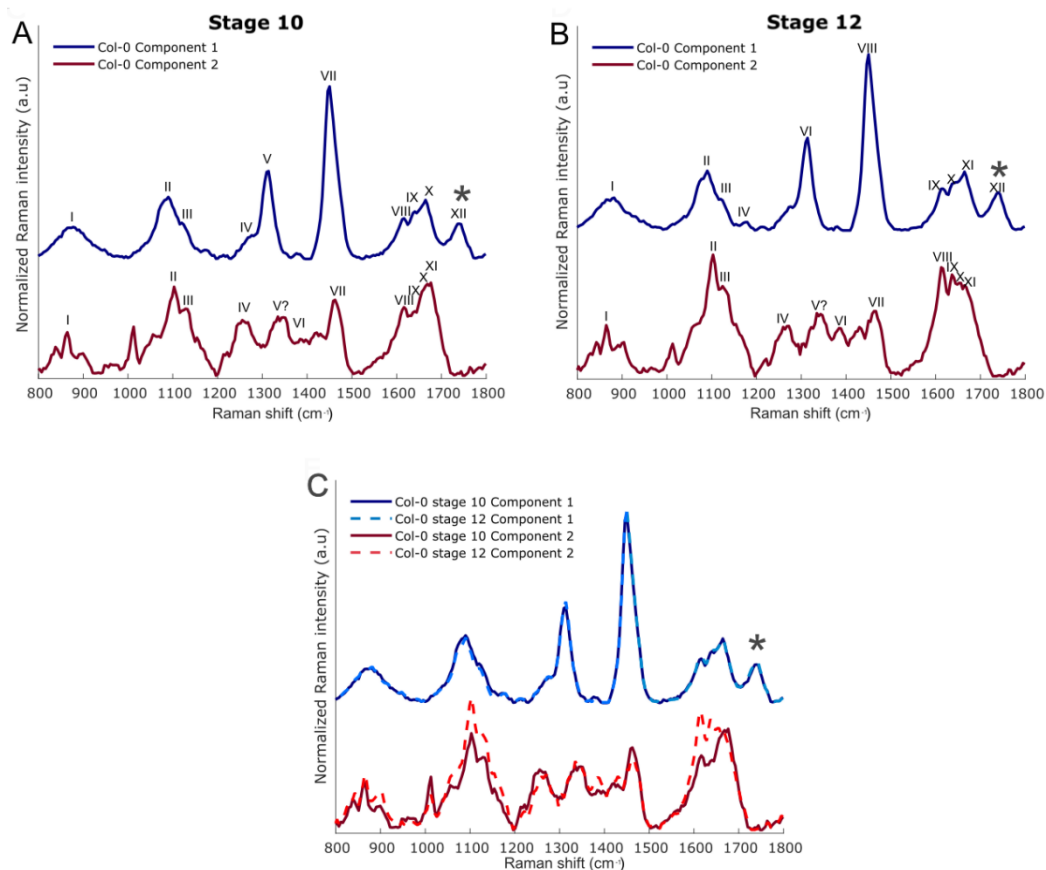 A
Stage 10
Col-0 Component 1
Col-0 Component 2
Normalized Raman intensity (a.u)
I
II
III
IV
V
VII
VIII
IX
X
*
XII
I
II
III
IV
V?
VI
VII
VIII
IX
X
XI
800 900 1000 1100 1200 1300 1400 1500 1600 1700 1800
Raman shift (cm⁻¹)
B
Stage 12
Col-0 Component 1
Col-0 Component 2
Normalized Raman intensity (a.u)
I
II
III
IV
VI
VIII
IX
X
XI
*
XII
I
II
III
IV
V?
VI
VII
VIII
IX
X
XI
800 900 1000 1100 1200 1300 1400 1500 1600 1700 1800
Raman shift (cm⁻¹)
C
Col-0 stage 10 Component 1
Col-0 stage 12 Component 1
Col-0 stage 10 Component 2
Col-0 stage 12 Component 2
Normalized Raman intensity (a.u)
*
800 900 1000 1100 1200 1300 1400 1500 1600 1700 1800
Raman shift (cm⁻¹)